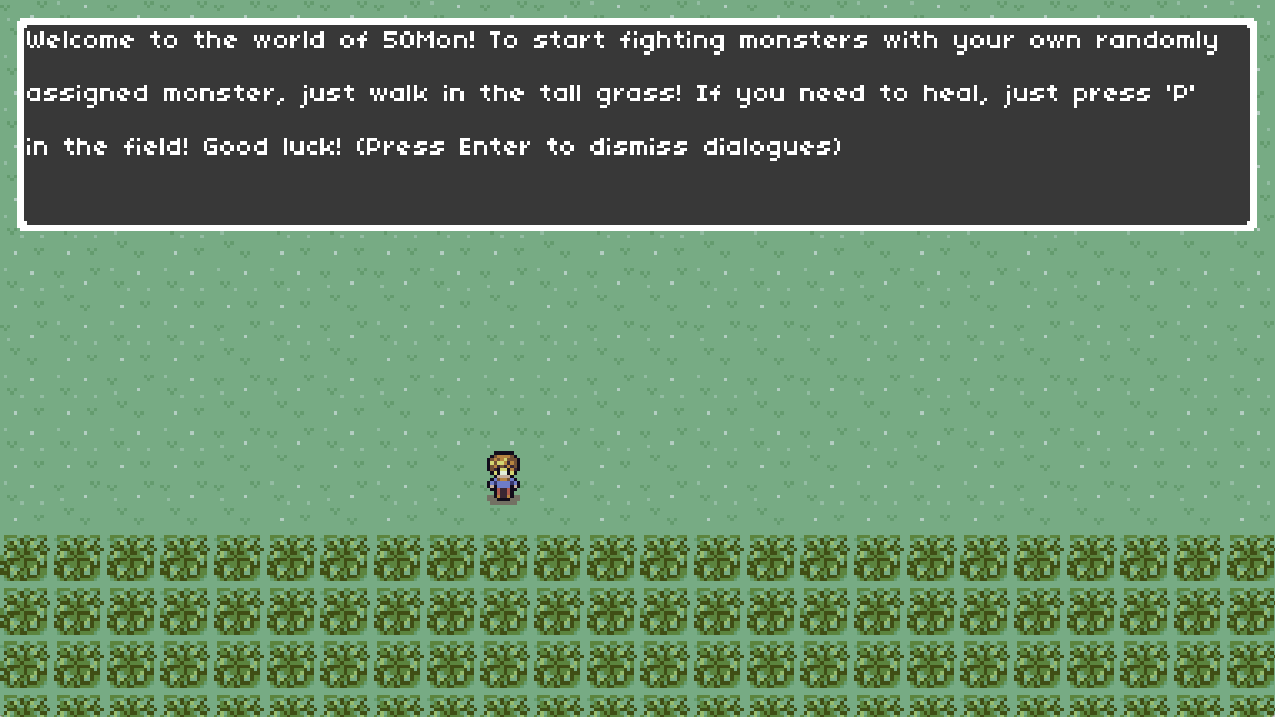 Welcome to the world of 50Mon! To start fighting monsters with your own randomly
assigned monster, just walk in the tall grass! If you need to heal, just press 'P'
in the field! Good luck! (Press Enter to dismiss dialogues)